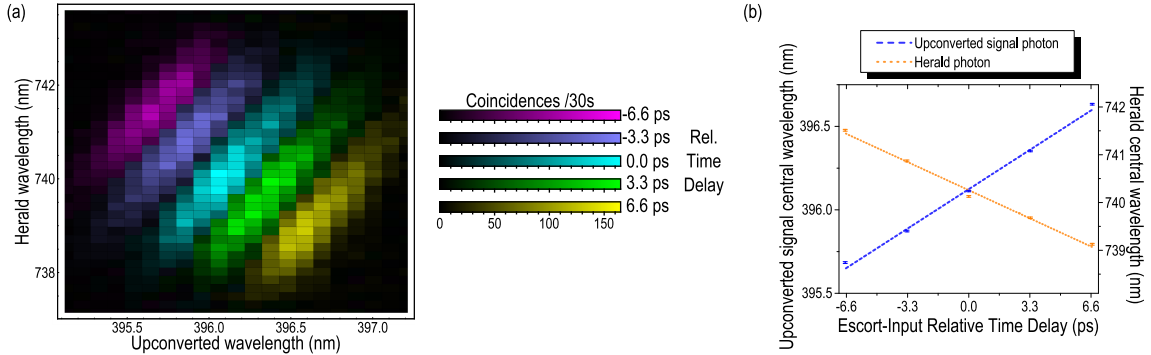 (a)
Herald wavelength (nm)
742
740
738
395.5 396.0 396.5 397.0
Upconverted wavelength (nm)
Coincidences /30s
-6.6 ps
-3.3 ps Rel.
0.0 ps Time
3.3 ps Delay
6.6 ps
0 50 100 150
(b)
Upconverted signal photon
Herald photon
Upconverted signal central wavelength (nm)
396.5
396.0
395.5
Herald central wavelength (nm)
742
741
740
739
-6.6 -3.3 0.0 3.3 6.6
Escort-Input Relative Time Delay (ps)